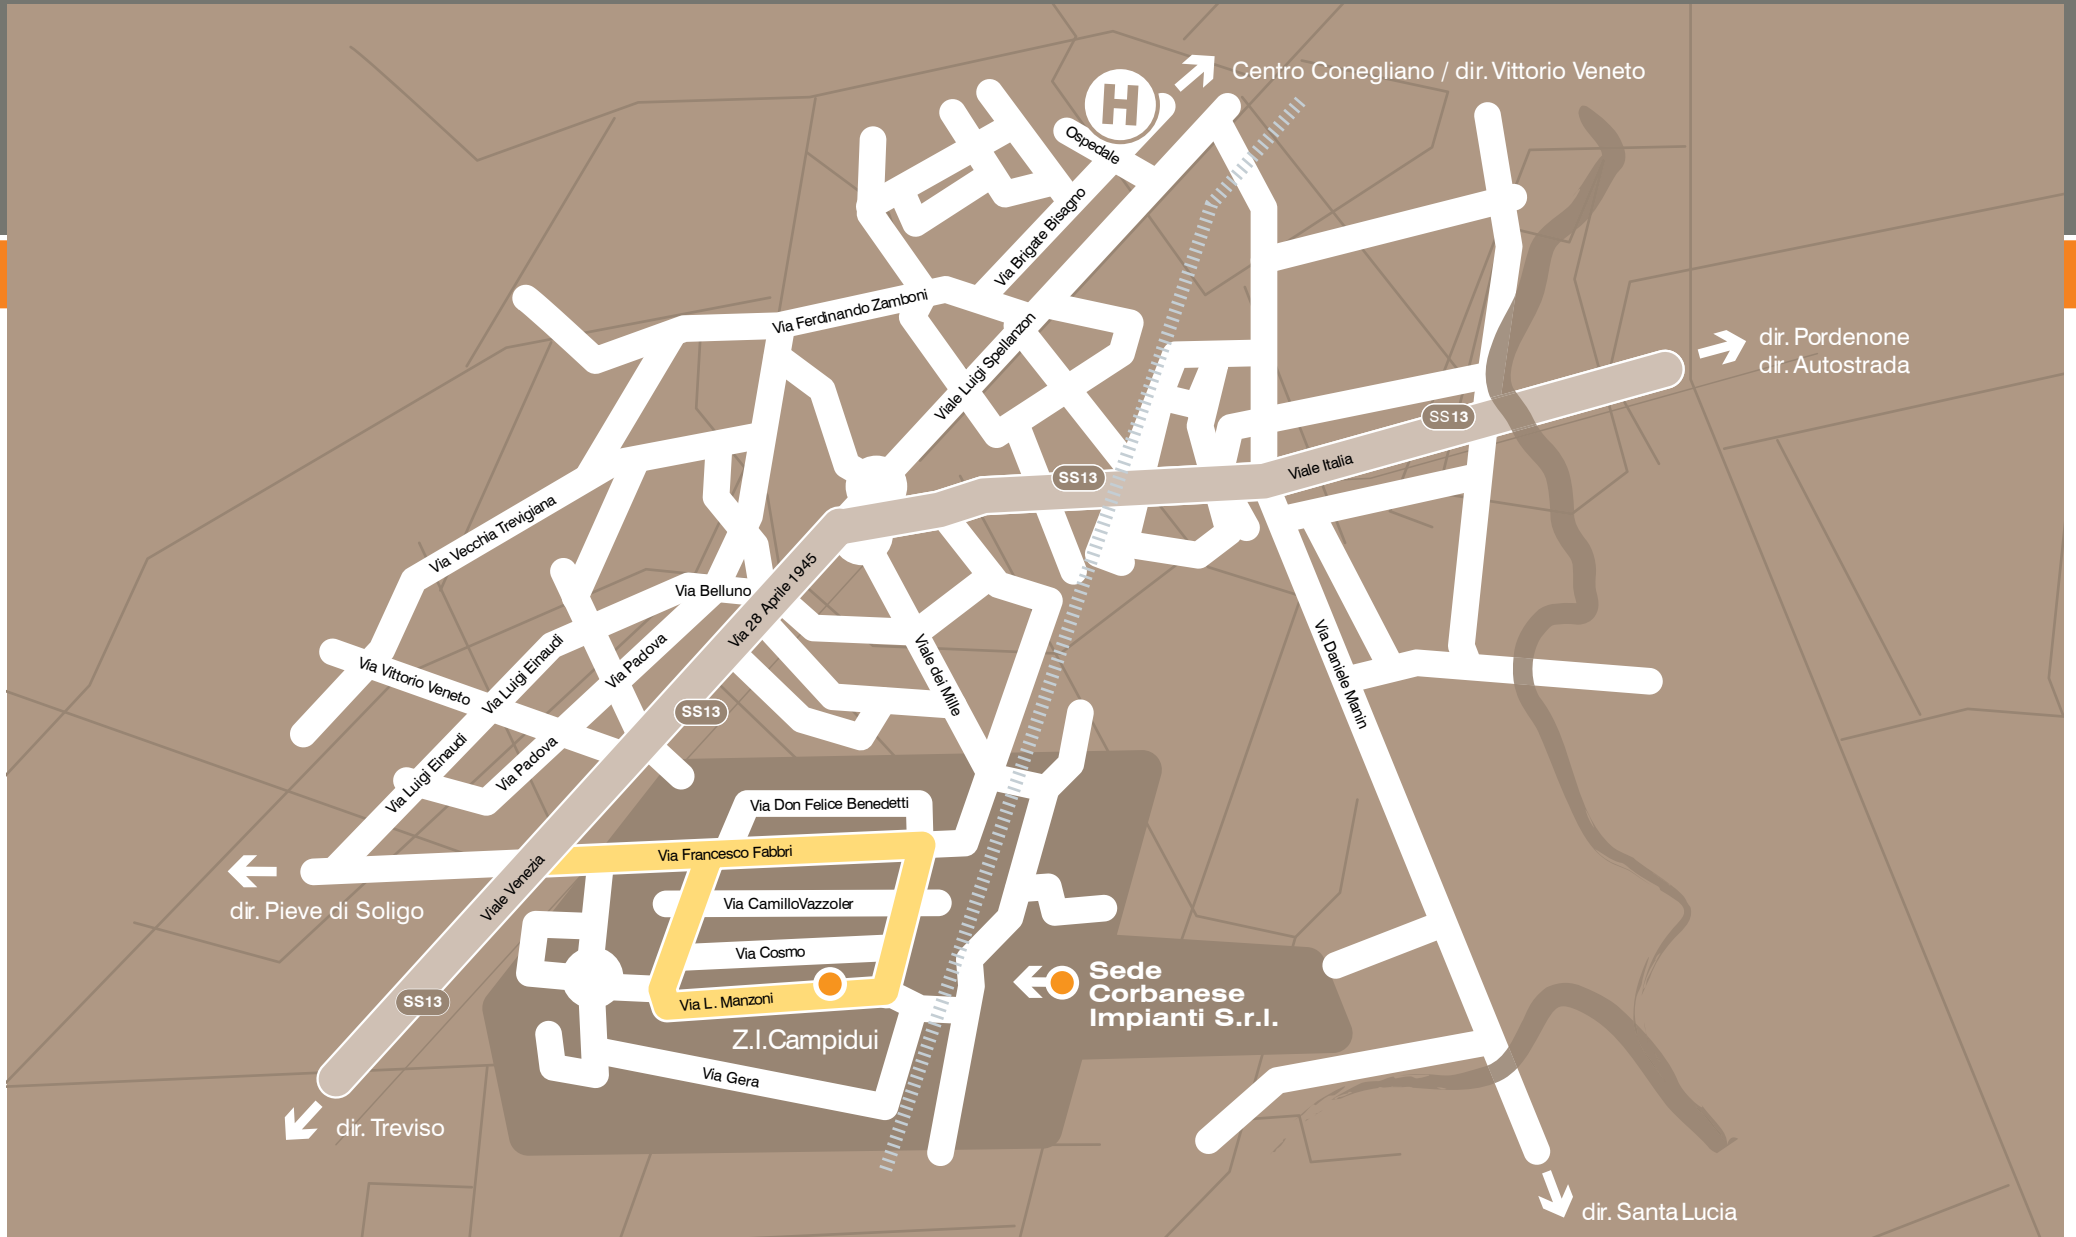 Centro Conegliano / dir. Vittorio Veneto
H
Ospedale
Via Brigate Bisagno
Via Ferdinando Zamboni
Viale Luigi Spellanzon
dir. Pordenone
dir. Autostrada
SS13
Viale Italia
SS13
Via Vecchia Trevigiana
Via Belluno
Via 28 Aprile 1945
Via Luigi Einaudi
Via Padova
Via Vittorio Veneto
Viale dei Mille
Via Daniele Manin
SS13
Via Luigi Einaudi
Via Padova
Via Don Felice Benedetti
Via Francesco Fabbri
Viale Venezia
dir. Pieve di Soligo
Via CamilloVazzoler
Via Cosmo
SS13
Via L. Manzoni
Sede
Corbanese
Impianti S.r.l.
Z.I.Campidui
Via Gera
dir. Treviso
dir. Santa Lucia